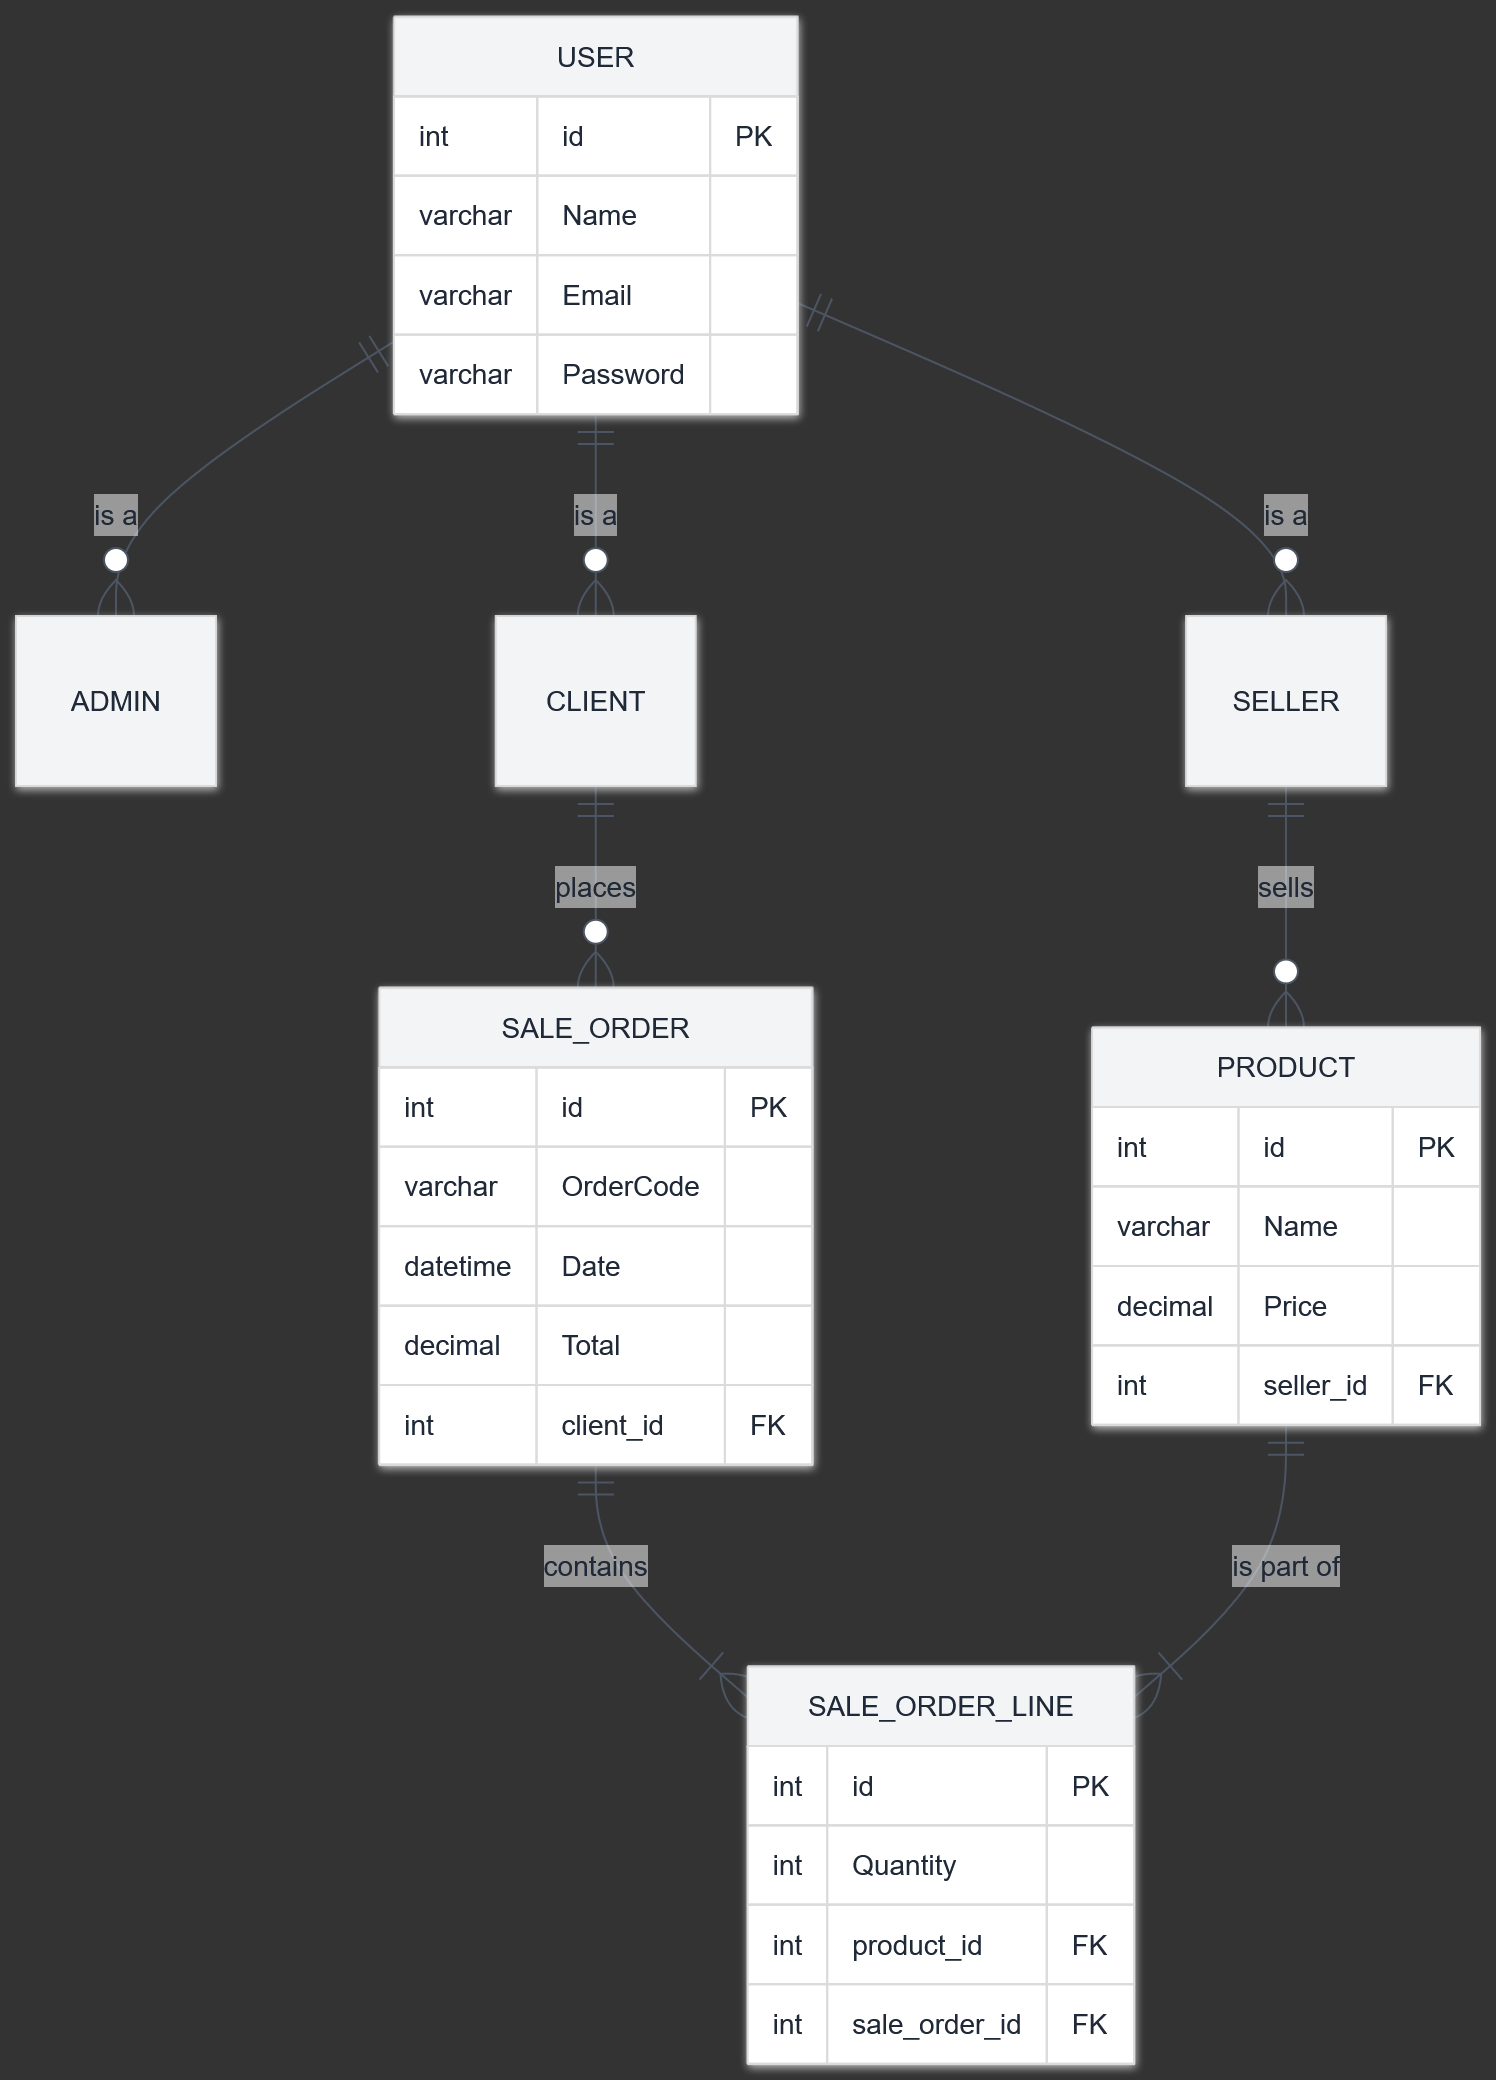 USER
int id PK
varchar Name
varchar Email
varchar Password
is a
is a
is a
ADMIN
CLIENT
SELLER
places
sells
SALE_ORDER
int id PK
varchar OrderCode
datetime Date
decimal Total
int client_id FK
PRODUCT
int id PK
varchar Name
decimal Price
int seller_id FK
contains
is part of
SALE_ORDER_LINE
int id PK
int Quantity
int product_id FK
int sale_order_id FK